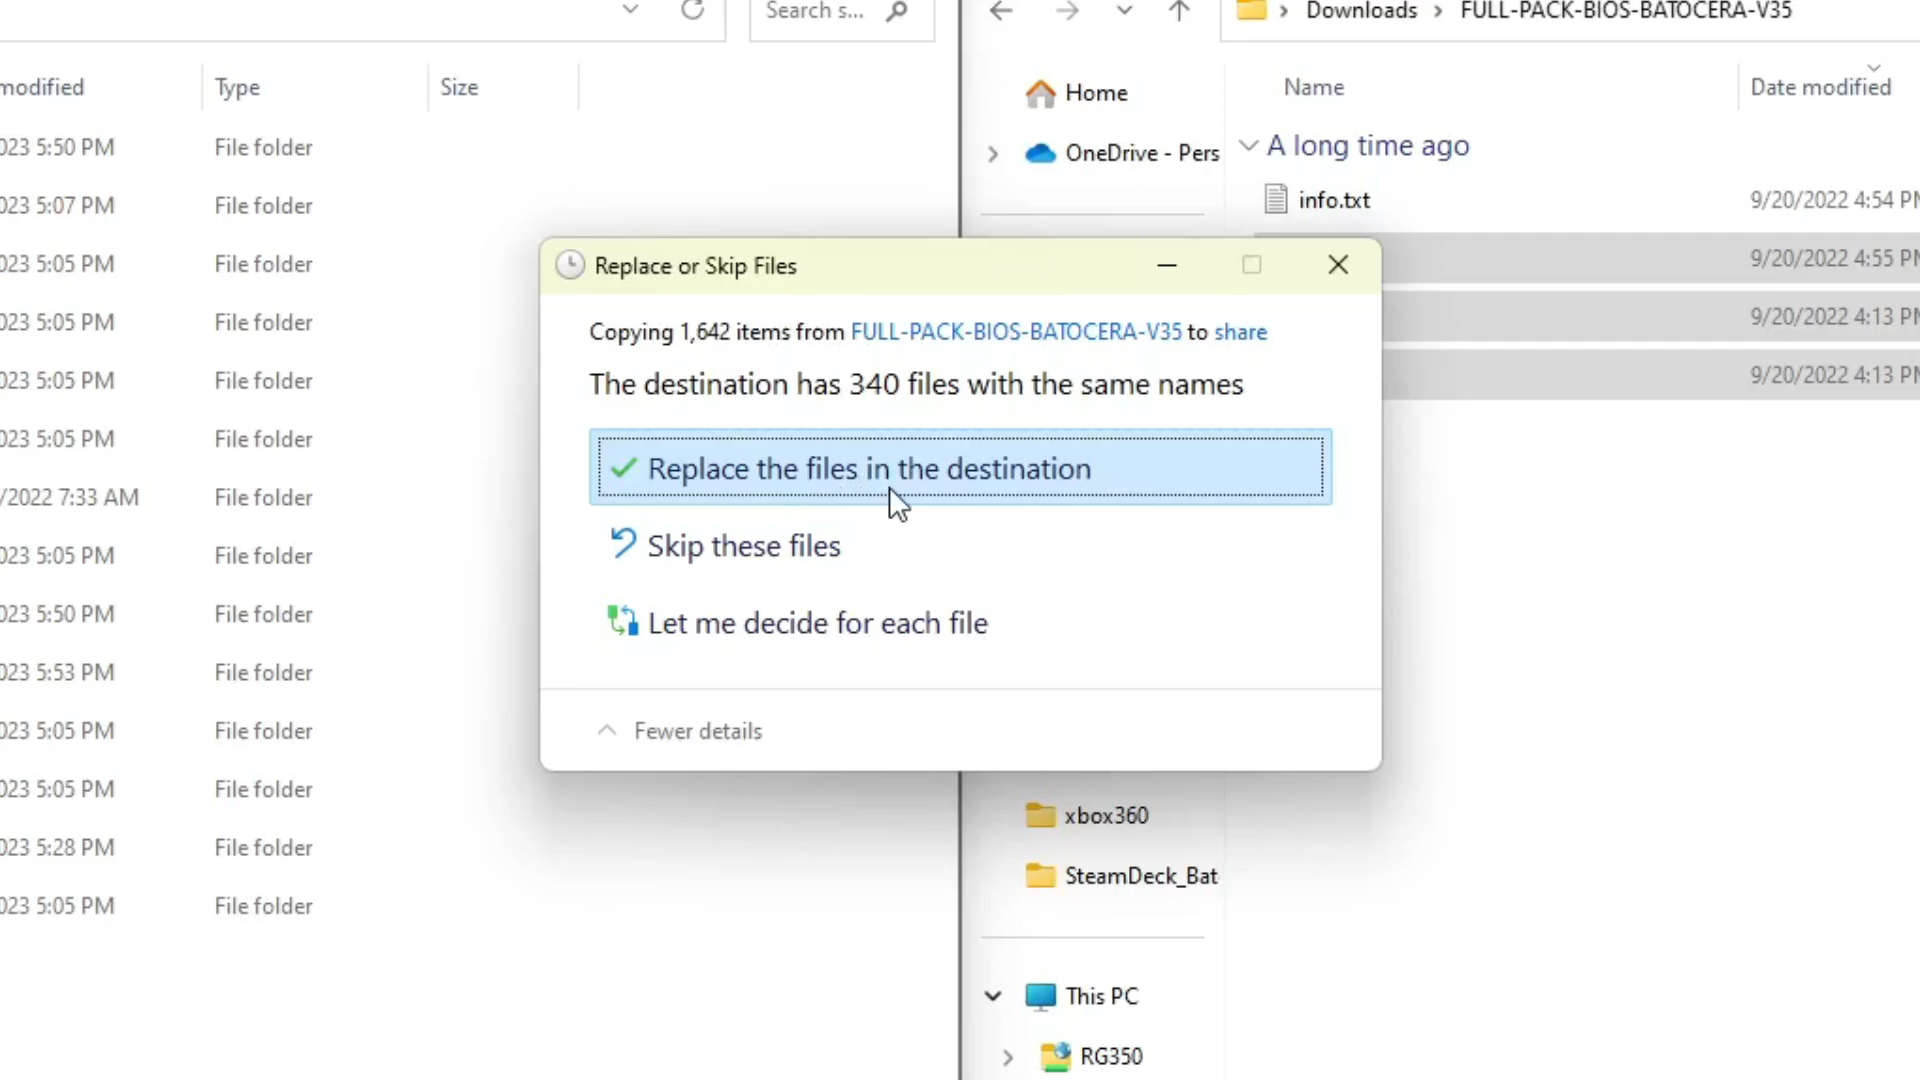 Search s...
Downloads > FULL-PACK-BIOS-BATOCERA-V35
modified Type Size
023 5:50 PM File folder
023 5:07 PM File folder
023 5:05 PM File folder
023 5:05 PM File folder
023 5:05 PM File folder
023 5:05 PM File folder
/2022 7:33 AM File folder
023 5:05 PM File folder
023 5:50 PM File folder
023 5:53 PM File folder
023 5:05 PM File folder
023 5:05 PM File folder
023 5:28 PM File folder
023 5:05 PM File folder
Replace or Skip Files
Copying 1,642 items from FULL-PACK-BIOS-BATOCERA-V35 to share
The destination has 340 files with the same names
Replace the files in the destination
Skip these files
Let me decide for each file
Fewer details
Home
OneDrive - Pers
xbox360
SteamDeck_Bat
This PC
RG350
Name Date modified
A long time ago
info.txt 9/20/2022 4:54 PM
9/20/2022 4:55 PM
9/20/2022 4:13 PM
9/20/2022 4:13 PM